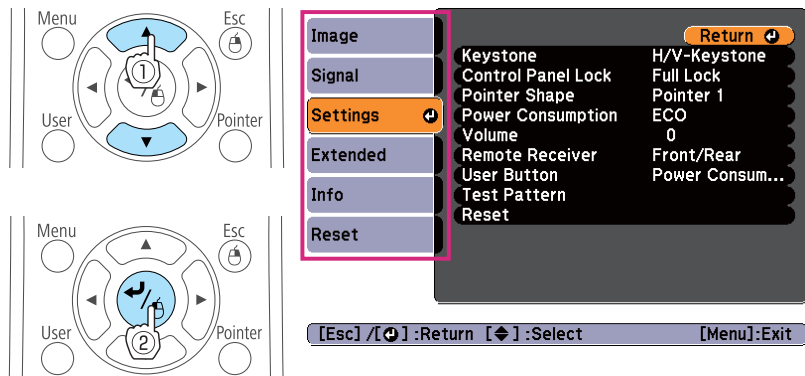 Menu
Esc
①
User
Pointer
Menu
Esc
User
②
Pointer
Image
Signal
Settings
Extended
Info
Reset
Return
Keystone H/V-Keystone
Control Panel Lock Full Lock
Pointer Shape Pointer 1
Power Consumption ECO
Volume 0
Remote Receiver Front/Rear
User Button Power Consum...
Test Pattern
Reset
[Esc] /[ ] :Return [ ] :Select [Menu]:Exit